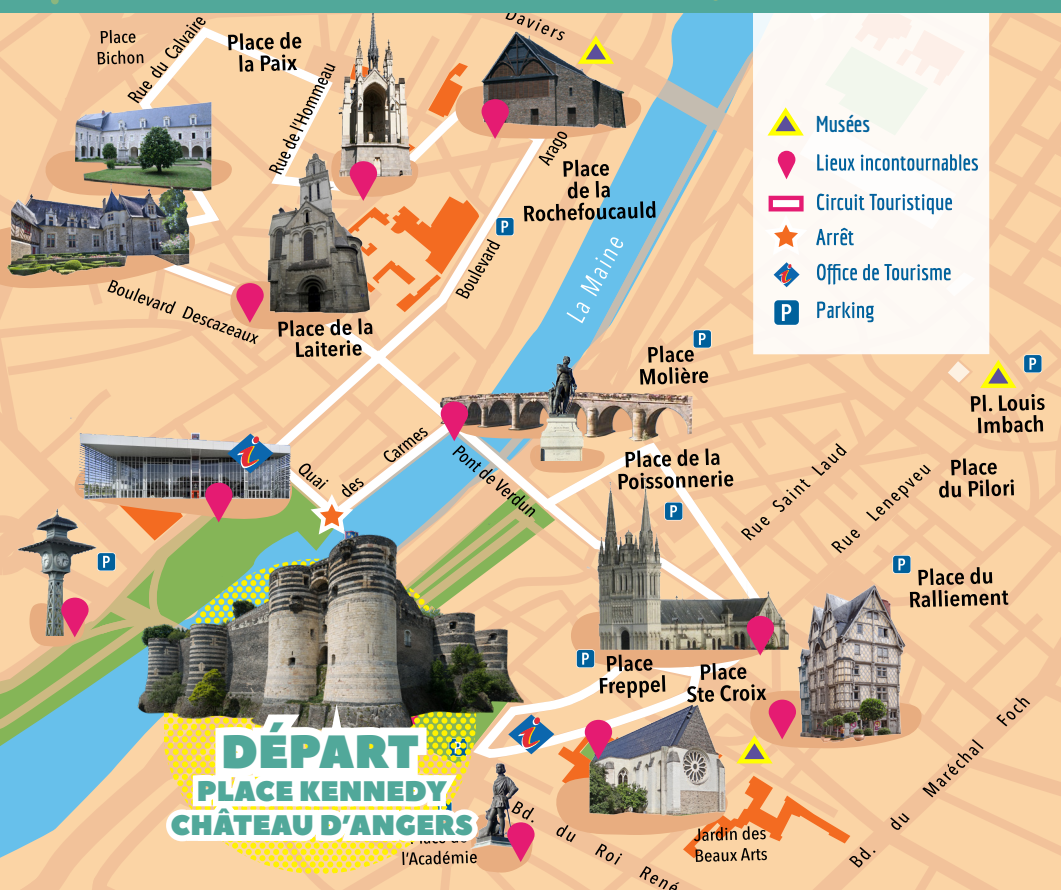 Place
Bichon
Rue du Calvaire
Place de
la Paix
Rue de l'Hommeau
Daviers
Arago
Place
de la
Rochefoucauld
P
Boulevard
La Maine
Musées
Lieux incontournables
Circuit Touristique
Arrêt
i
Office de Tourisme
P
Parking
Boulevard Descazeaux
Place de la
Laiterie
P
Place
Molière
P
Pl. Louis
Imbach
i
Quai des Carmes
Pont de Verdun
Place de la
Poissonnerie
P
Rue Saint Laud
Rue Lenepveu
Place
du Pilori
P
P
Place du
Ralliement
P
Place
Freppel
Place
Ste Croix
i
DÉPART
PLACE KENNEDY
CHÂTEAU D'ANGERS
Place de
l'Académie
Bd. du Roi René
Jardin des
Beaux Arts
Bd. du Maréchal Foch